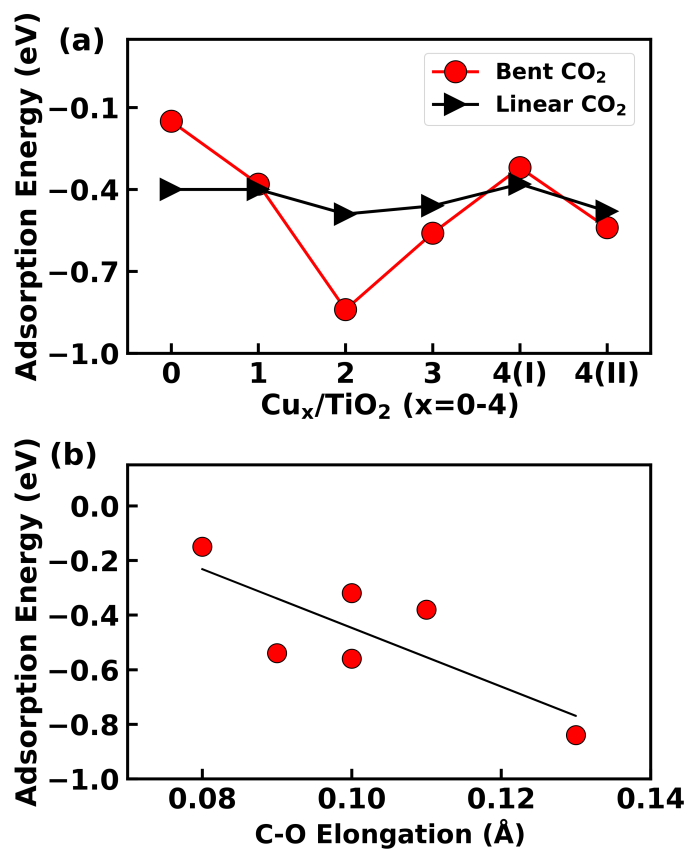 (a)
Adsorption Energy (eV)
−0.1
−0.4
−0.7
−1.0
Bent CO₂
Linear CO₂
0 1 2 3 4(I) 4(II)
Cuₓ/TiO₂ (x=0-4)
(b)
Adsorption Energy (eV)
0.0
−0.2
−0.4
−0.6
−0.8
−1.0
0.08 0.10 0.12 0.14
C-O Elongation (Å)